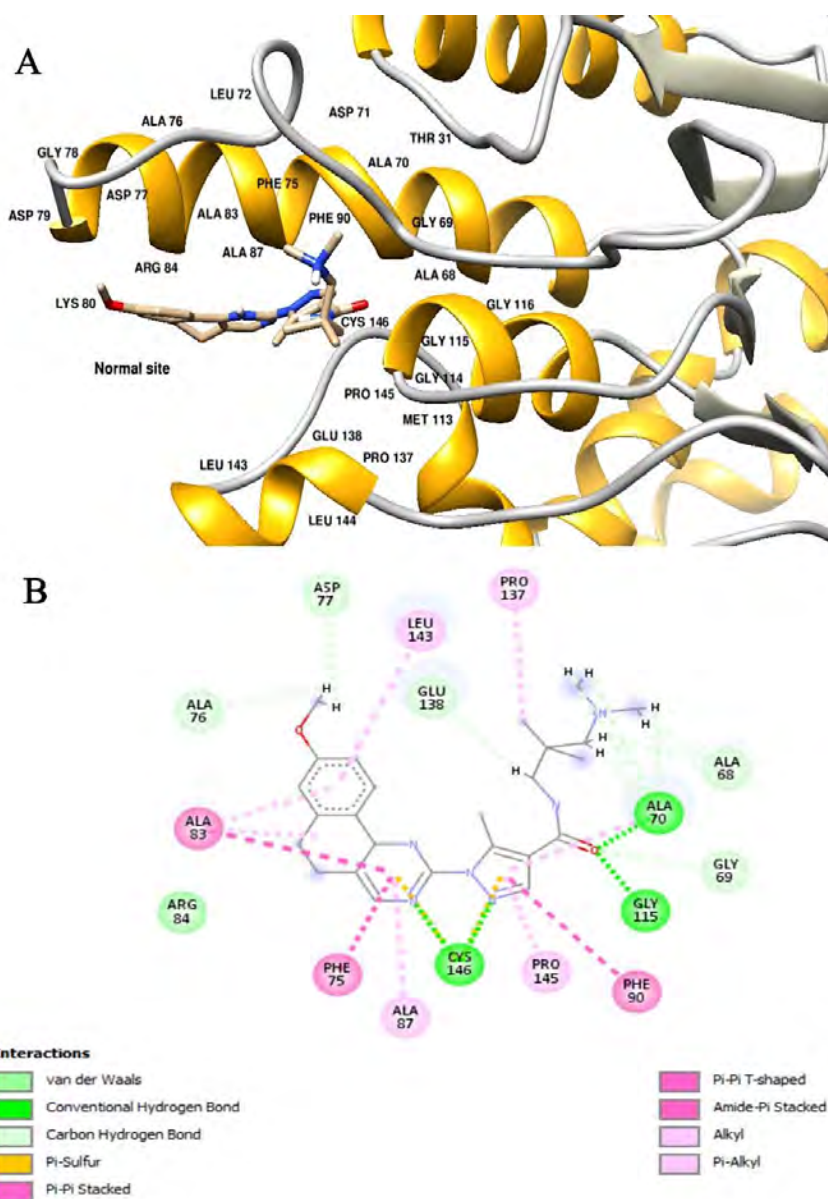 A
LEU 72
ASP 71
ALA 76
THR 31
GLY 78
ALA 70
ASP 77
PHE 75
ASP 79
ALA 83
PHE 90
GLY 69
ALA 87
ARG 84
ALA 68
LYS 80
GLY 116
CYS 146
GLY 115
Normal site
GLY 114
PRO 145
MET 113
GLU 138
PRO 137
LEU 143
LEU 144
B
ASP
77
PRO
137
LEU
143
GLU
138
ALA
76
ALA
68
ALA
70
ALA
83
GLY
69
ARG
84
GLY
115
CYS
146
PRO
145
PHE
75
PHE
90
ALA
87
H
H
H
H
N
H
H
H
O
N
N
N
N
N
O
nteractions
van der Waals
Conventional Hydrogen Bond
Carbon Hydrogen Bond
Pi-Sulfur
Pi-Pi Stacked
Pi-Pi T-shaped
Amide-Pi Stacked
Alkyl
Pi-Alkyl